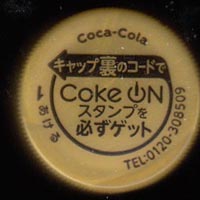 Coca-Cola
キャップ裏のコードで
Coke ON
スタンプを
必ずゲット
あける
TEL:0120-308509